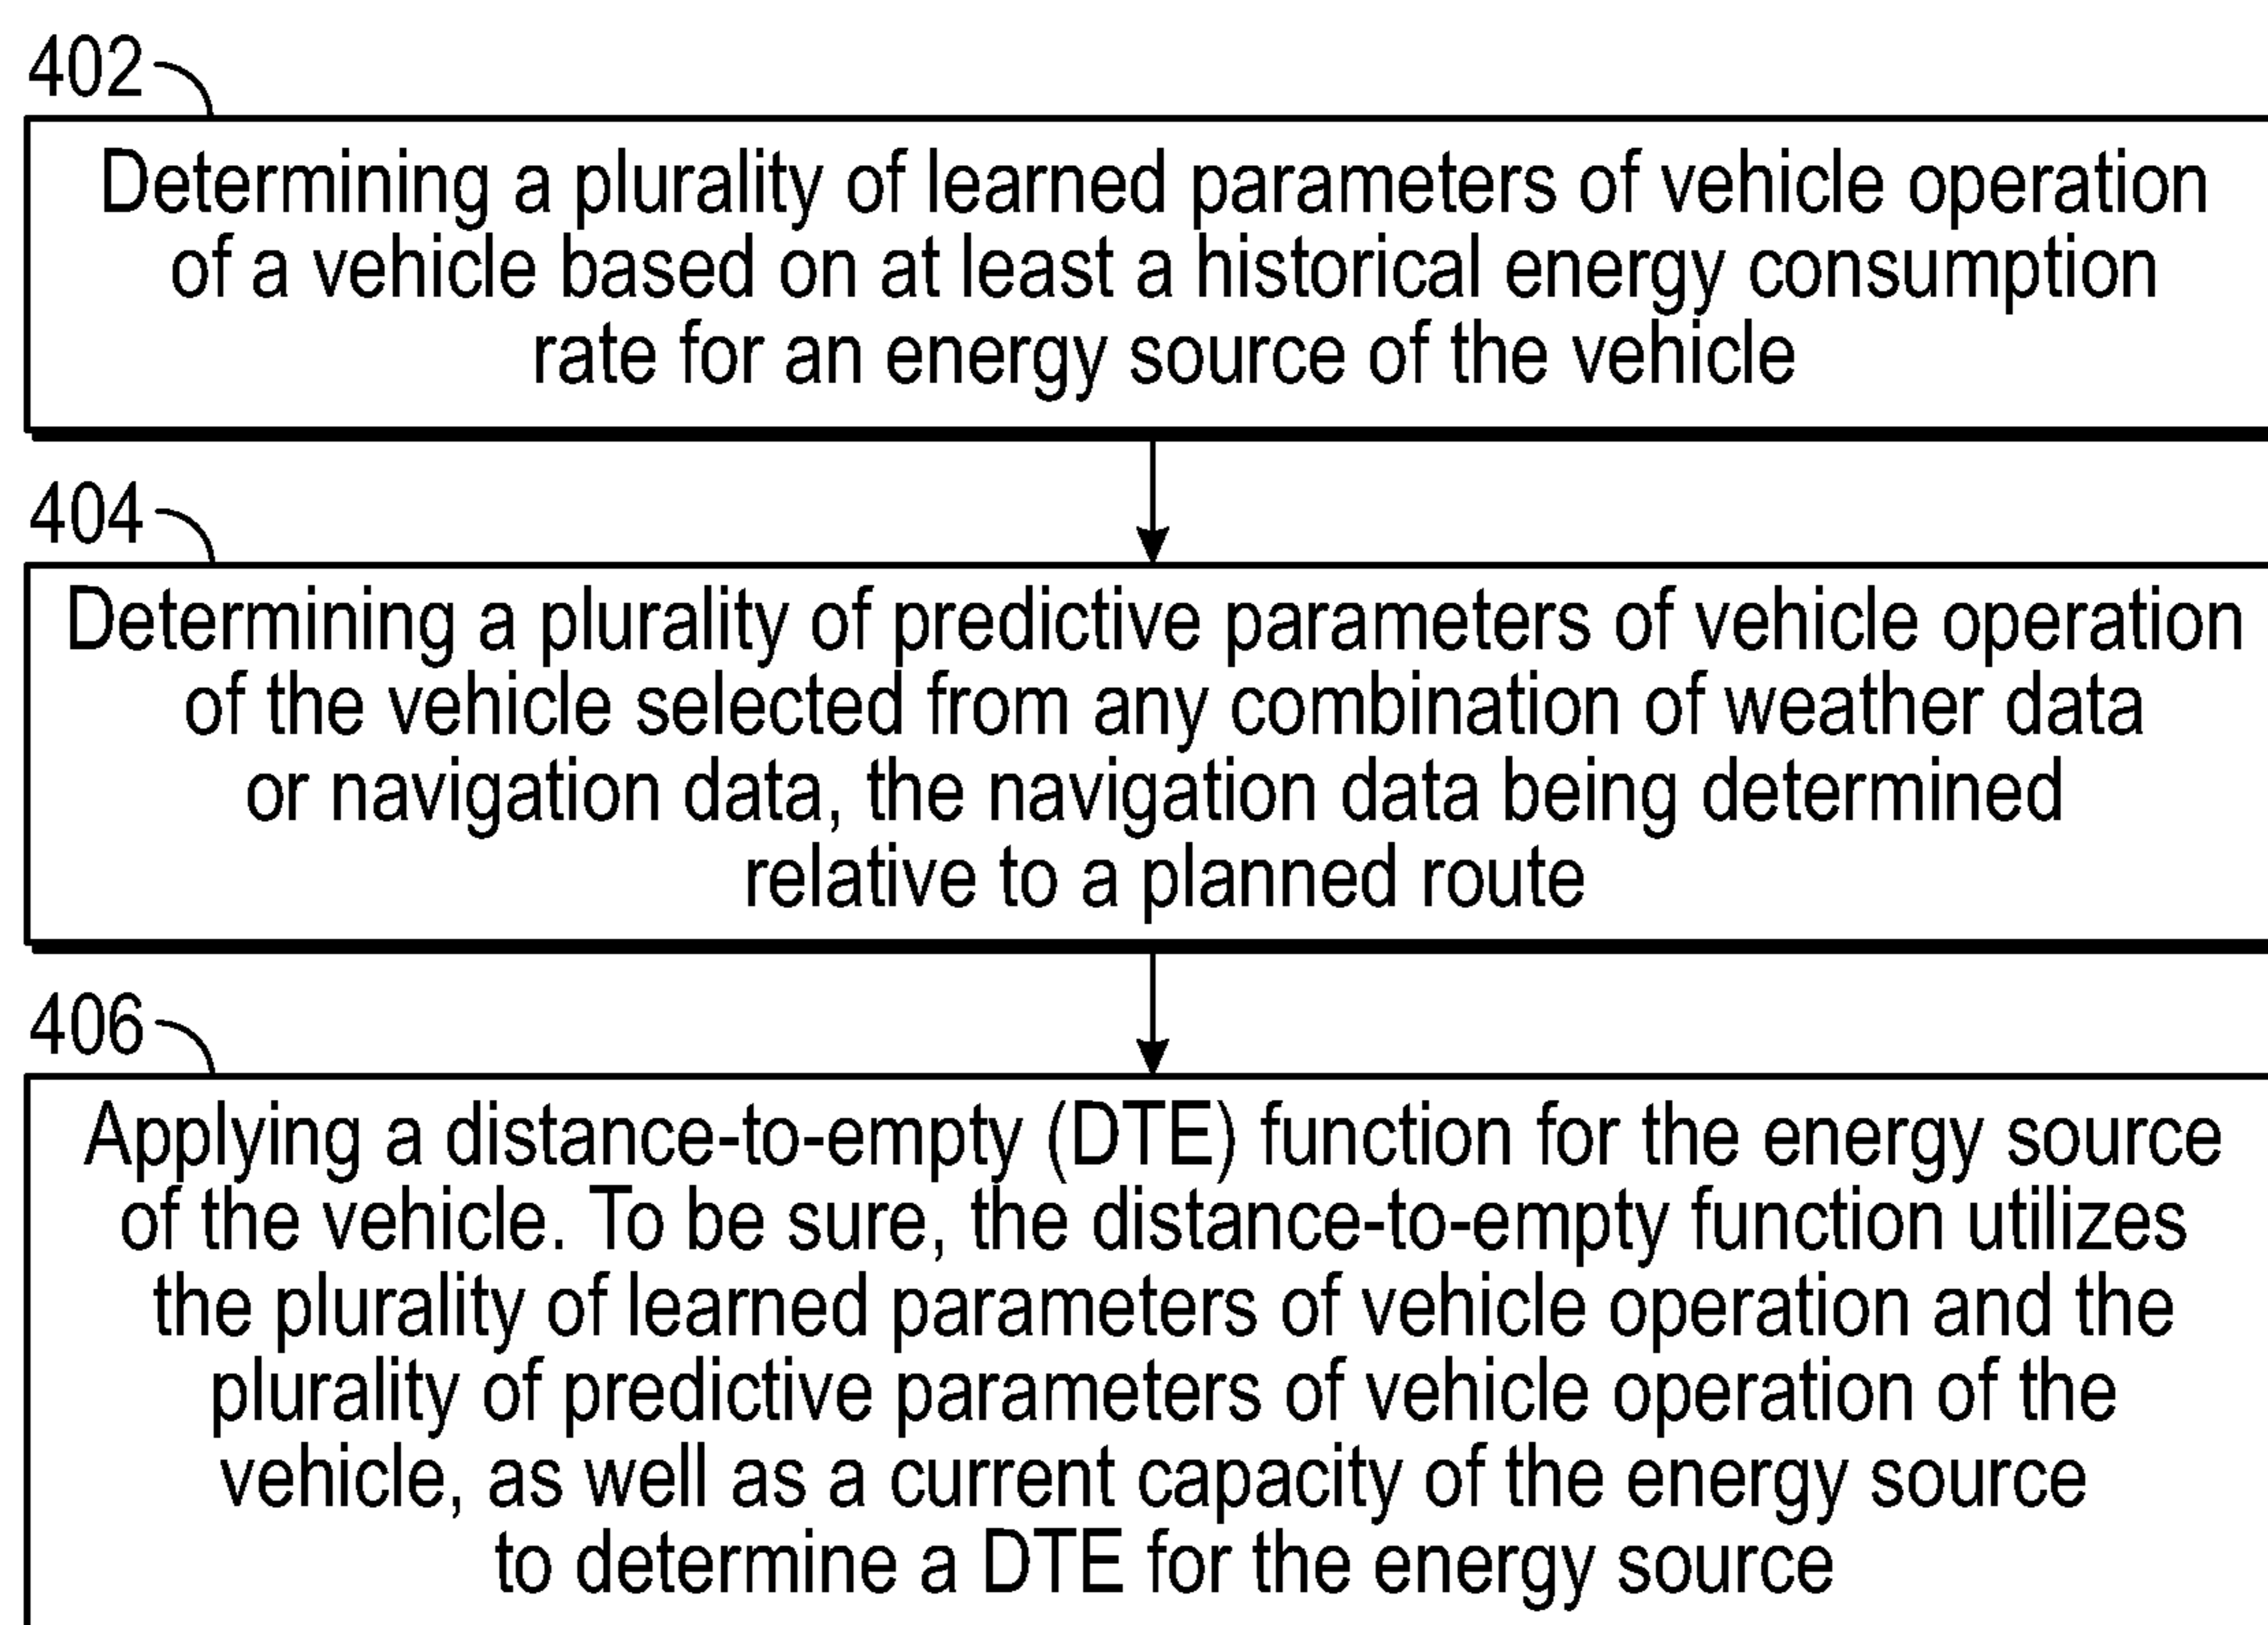 402
Determining a plurality of learned parameters of vehicle operation
of a vehicle based on at least a historical energy consumption
rate for an energy source of the vehicle
404
Determining a plurality of predictive parameters of vehicle operation
of the vehicle selected from any combination of weather data
or navigation data, the navigation data being determined
relative to a planned route
406
Applying a distance-to-empty (DTE) function for the energy source
of the vehicle. To be sure, the distance-to-empty function utilizes
the plurality of learned parameters of vehicle operation and the
plurality of predictive parameters of vehicle operation of the
vehicle, as well as a current capacity of the energy source
to determine a DTE for the energy source